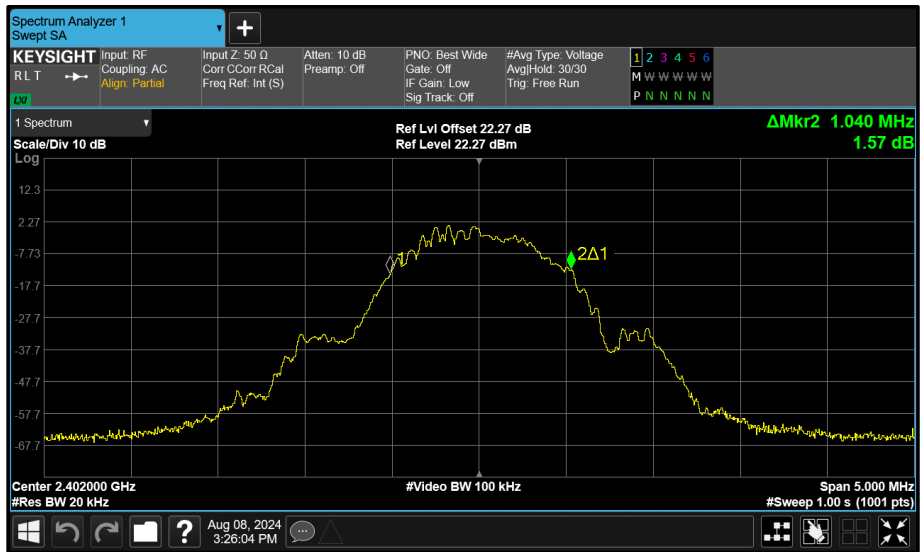 Spectrum Analyzer 1
Swept SA
KEYSIGHT
R L T
LXI
Input: RF
Coupling: AC
Align: Partial
Input Z: 50 Ω
Corr CCorr RCal
Freq Ref: Int (S)
Atten: 10 dB
Preamp: Off
PNO: Best Wide
Gate: Off
IF Gain: Low
Sig Track: Off
#Avg Type: Voltage
Avg|Hold: 30/30
Trig: Free Run
1 2 3 4 5 6
M W W W W W
P N N N N N
1 Spectrum
Scale/Div 10 dB
Log
Ref Lvl Offset 22.27 dB
Ref Level 22.27 dBm
ΔMkr2 1.040 MHz
1.57 dB
12.3
2.27
-7.73
-17.7
-27.7
-37.7
-47.7
-57.7
-67.7
1
2Δ1
Center 2.402000 GHz
#Video BW 100 kHz
Span 5.000 MHz
#Res BW 20 kHz
#Sweep 1.00 s (1001 pts)
?
Aug 08, 2024
3:26:04 PM